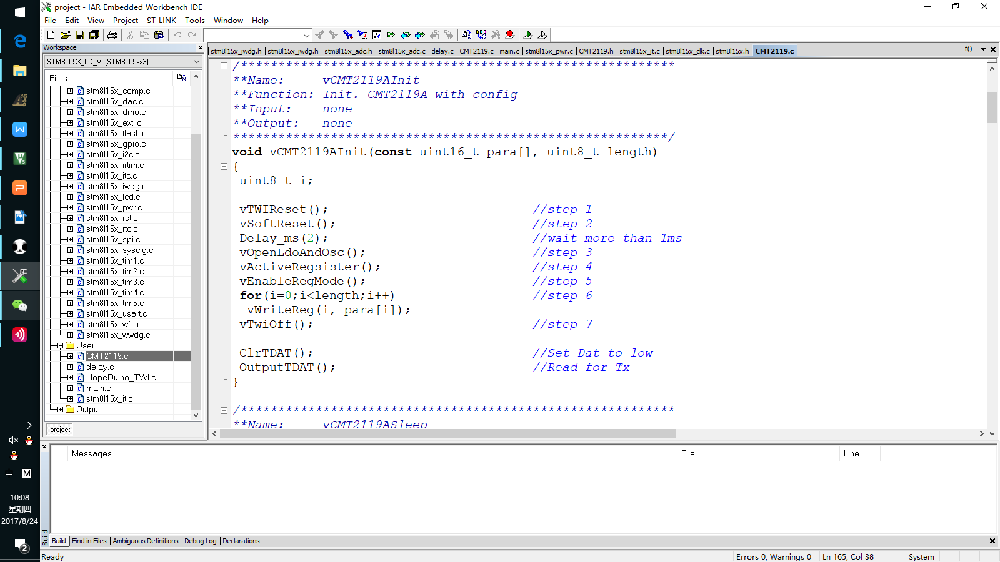 project - IAR Embedded Workbench IDE
File Edit View Project ST-LINK Tools Window Help
Workspace
STM8L05X_LD_VL(STM8L05xx3)
Files
stm8l15x_comp.c
stm8l15x_dac.c
stm8l15x_dma.c
stm8l15x_exti.c
stm8l15x_flash.c
stm8l15x_gpio.c
stm8l15x_i2c.c
stm8l15x_irtim.c
stm8l15x_itc.c
stm8l15x_iwdg.c
stm8l15x_lcd.c
stm8l15x_pwr.c
stm8l15x_rst.c
stm8l15x_rtc.c
stm8l15x_spi.c
stm8l15x_syscfg.c
stm8l15x_tim1.c
stm8l15x_tim2.c
stm8l15x_tim3.c
stm8l15x_tim4.c
stm8l15x_tim5.c
stm8l15x_usart.c
stm8l15x_wfe.c
stm8l15x_wwdg.c
User
CMT2119.c
delay.c
HopeDuino_TWI.c
main.c
stm8l15x_it.c
Output
project
stm8l15x_iwdg.h stm8l15x_iwdg.h stm8l15x_adc.h stm8l15x_adc.c delay.c CMT2119.c main.c stm8l15x_pwr.c CMT2119.h stm8l15x_it.c stm8l15x_clk.c stm8l15x.h CMT2119.c f()
/**********************************************************
**Name: vCMT2119AInit
**Function: Init. CMT2119A with config
**Input: none
**Output: none
**********************************************************/
void vCMT2119AInit(const uint16_t para[], uint8_t length)
{
uint8_t i;
vTWIReset(); //step 1
vSoftReset(); //step 2
Delay_ms(2); //wait more than 1ms
vOpenLdoAndOsc(); //step 3
vActiveRegsister(); //step 4
vEnableRegMode(); //step 5
for(i=0;i<length;i++) //step 6
vWriteReg(i, para[i]);
vTwiOff(); //step 7
ClrTDAT(); //Set Dat to low
OutputTDAT(); //Read for Tx
}
/**********************************************************
**Name: vCMT2119ASleep
Messages File Line
Build
Build Find in Files Ambiguous Definitions Debug Log Declarations
Ready Errors 0, Warnings 0 Ln 165, Col 38 System
中 M
10:08
星期四
2017/8/24
2